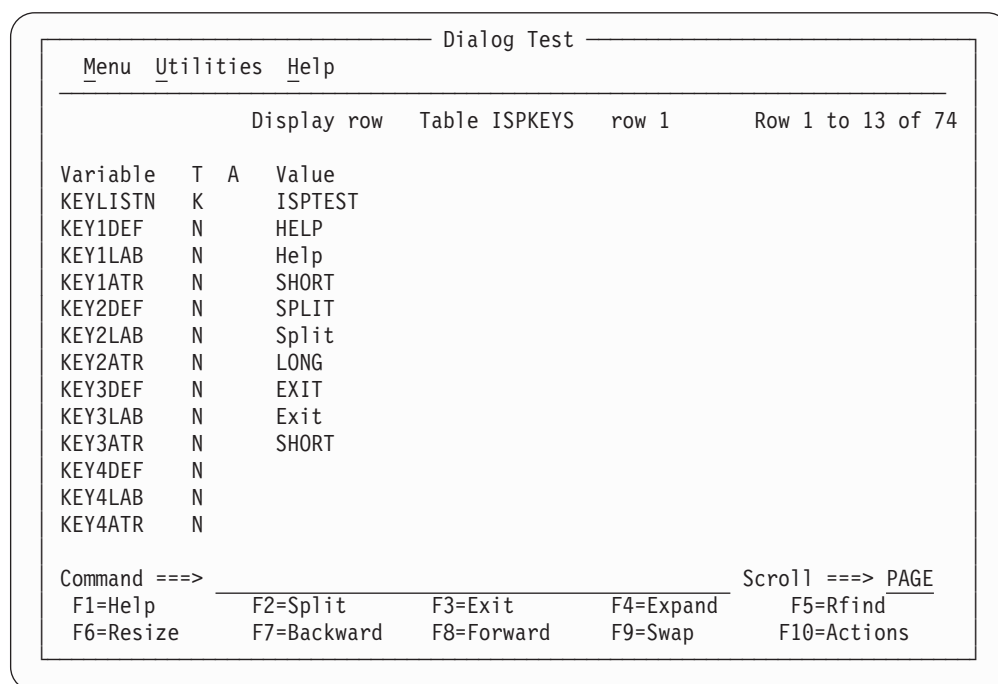 Dialog Test
Menu Utilities Help
Display row Table ISPKEYS row 1 Row 1 to 13 of 74
Variable T A Value
KEYLISTN K ISPTEST
KEY1DEF N HELP
KEY1LAB N Help
KEY1ATR N SHORT
KEY2DEF N SPLIT
KEY2LAB N Split
KEY2ATR N LONG
KEY3DEF N EXIT
KEY3LAB N Exit
KEY3ATR N SHORT
KEY4DEF N
KEY4LAB N
KEY4ATR N
Command ===> Scroll ===> PAGE
F1=Help F2=Split F3=Exit F4=Expand F5=Rfind
F6=Resize F7=Backward F8=Forward F9=Swap F10=Actions